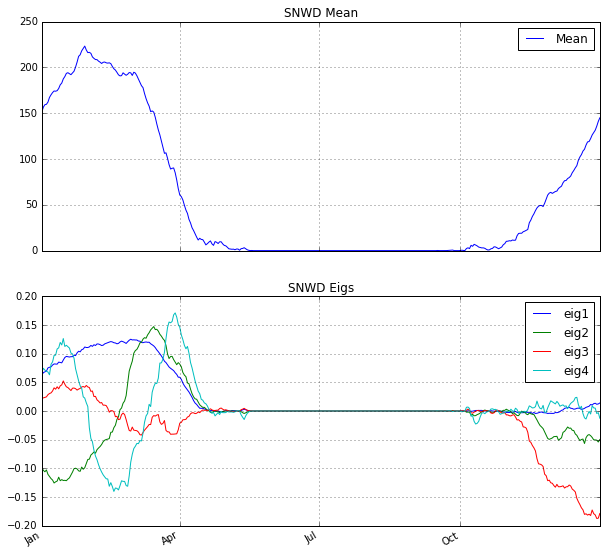 SNWD Mean
250
200
150
100
50
0
Mean
SNWD Eigs
0.20
0.15
0.10
0.05
0.00
−0.05
−0.10
−0.15
−0.20
eig1
eig2
eig3
eig4
Jan
Apr
Jul
Oct